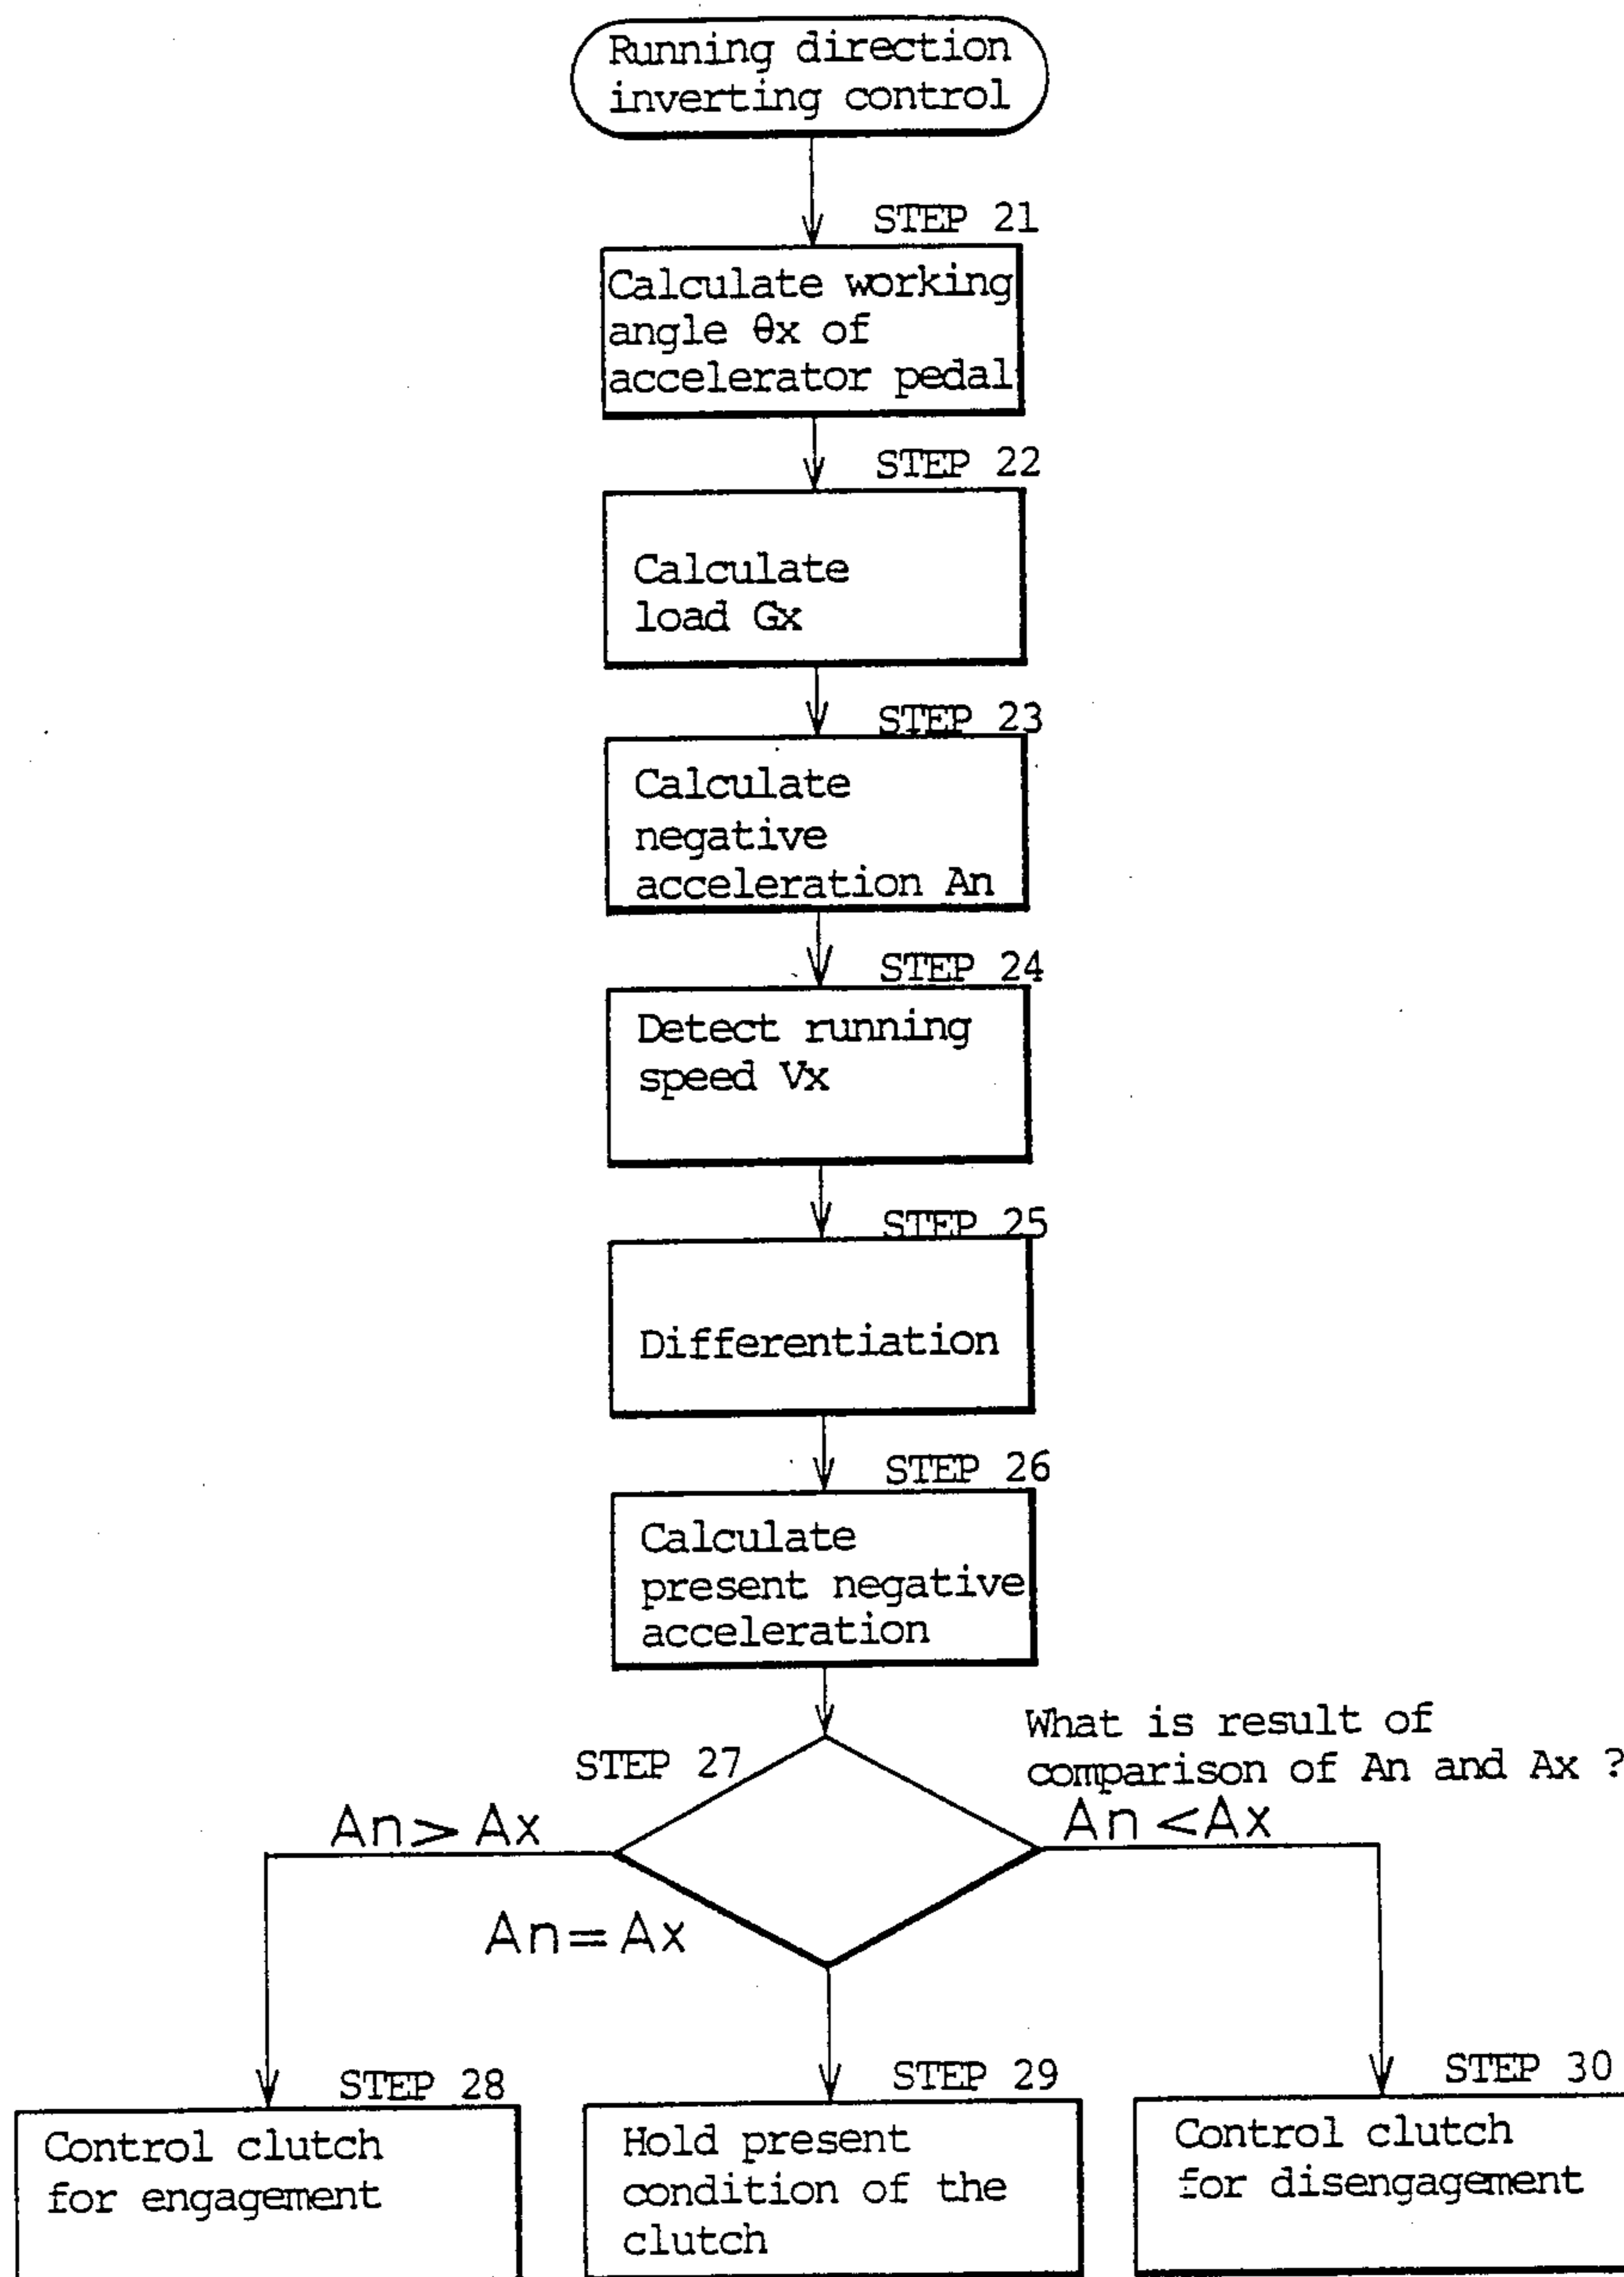 Running direction
inverting control
STEP 21
Calculate working
angle θx of
accelerator pedal
STEP 22
Calculate
load Gx
STEP 23
Calculate
negative
acceleration An
STEP 24
Detect running
speed Vx
STEP 25
Differentiation
STEP 26
Calculate
present negative
acceleration
What is result of
comparison of An and Ax ?
STEP 27
An > Ax
An < Ax
An = Ax
STEP 28
Control clutch
for engagement
STEP 29
Hold present
condition of the
clutch
STEP 30
Control clutch
for disengagement